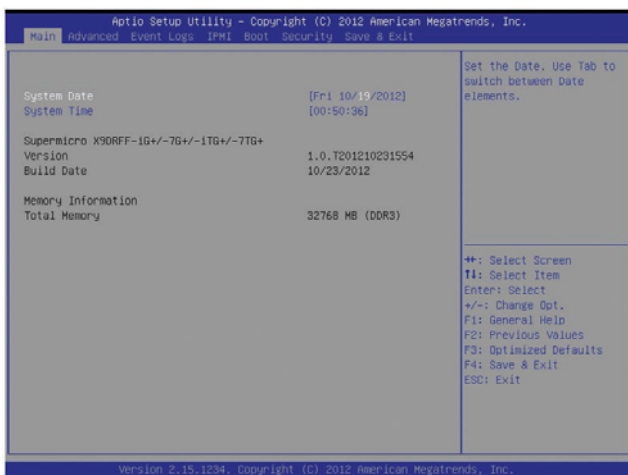 Aptio Setup Utility – Copyright (C) 2012 American Megatrends, Inc.
Main Advanced Event Logs IPMI Boot Security Save & Exit
System Date [Fri 10/19/2012]
System Time [00:50:36]
Supermicro X9DRFF-iG+/-7G+/-iTG+/-7TG+
Version 1.0.T201210231554
Build Date 10/23/2012
Memory Information
Total Memory 32768 MB (DDR3)
Set the Date. Use Tab to
switch between Date
elements.
→←: Select Screen
↑↓: Select Item
Enter: Select
+/-: Change Opt.
F1: General Help
F2: Previous Values
F3: Optimized Defaults
F4: Save & Exit
ESC: Exit
Version 2.15.1234. Copyright (C) 2012 American Megatrends, Inc.